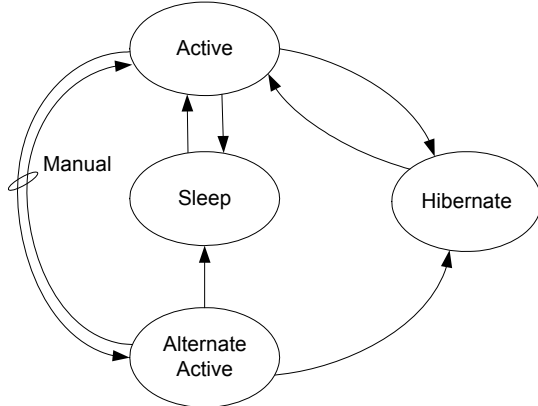 Active
Manual
Sleep
Hibernate
Alternate
Active